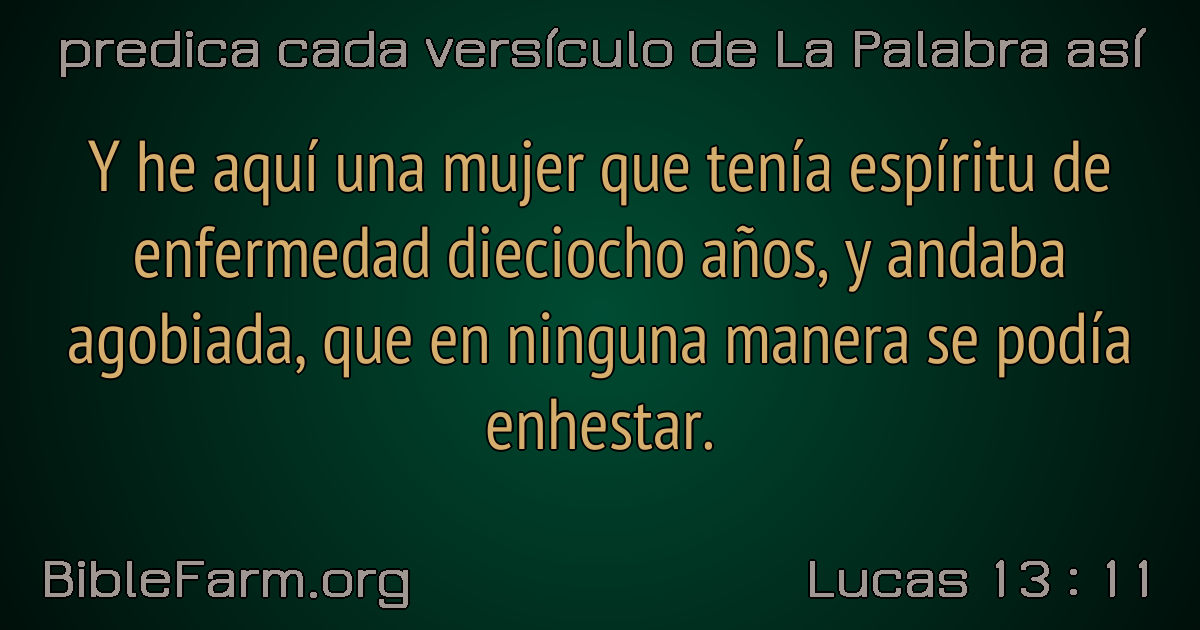 predica cada versículo de La Palabra así
Y he aquí una mujer que tenía espíritu de
enfermedad dieciocho años, y andaba
agobiada, que en ninguna manera se podía
enhestar.
BibleFarm.org
Lucas 13 : 11